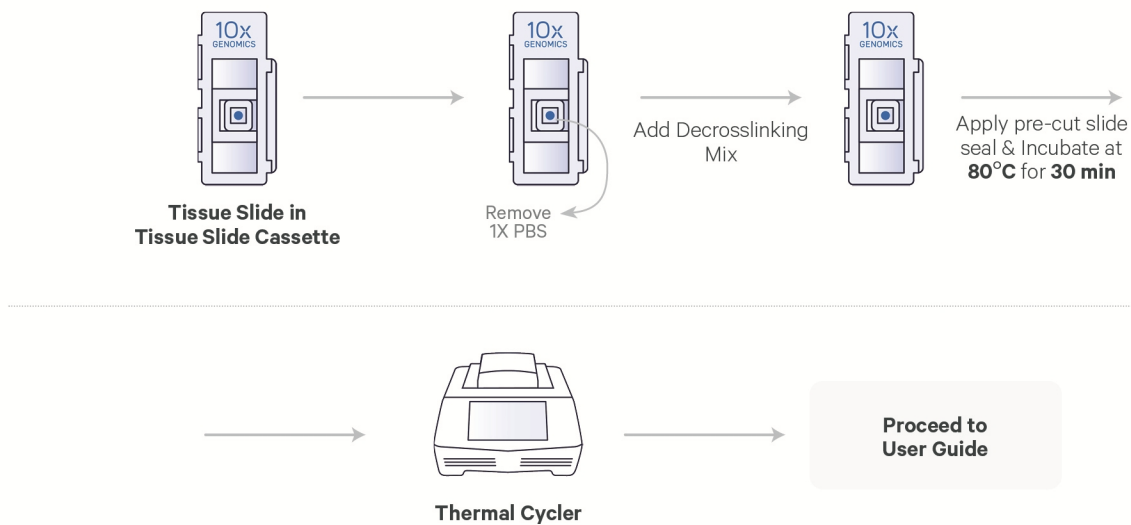 10x
GENOMICS
10x
GENOMICS
10x
GENOMICS
Tissue Slide in
Tissue Slide Cassette
Remove
1X PBS
Add Decrosslinking
Mix
Apply pre-cut slide
seal & Incubate at
80°C for 30 min
Thermal Cycler
Proceed to
User Guide